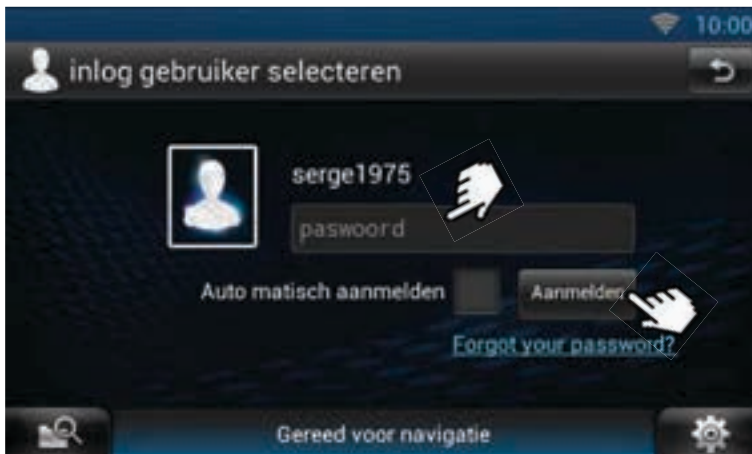 10:00
inlog gebruiker selecteren
serge1975
paswoord
Auto matisch aanmelden
Aanmelden
Forgot your password?
Gereed voor navigatie